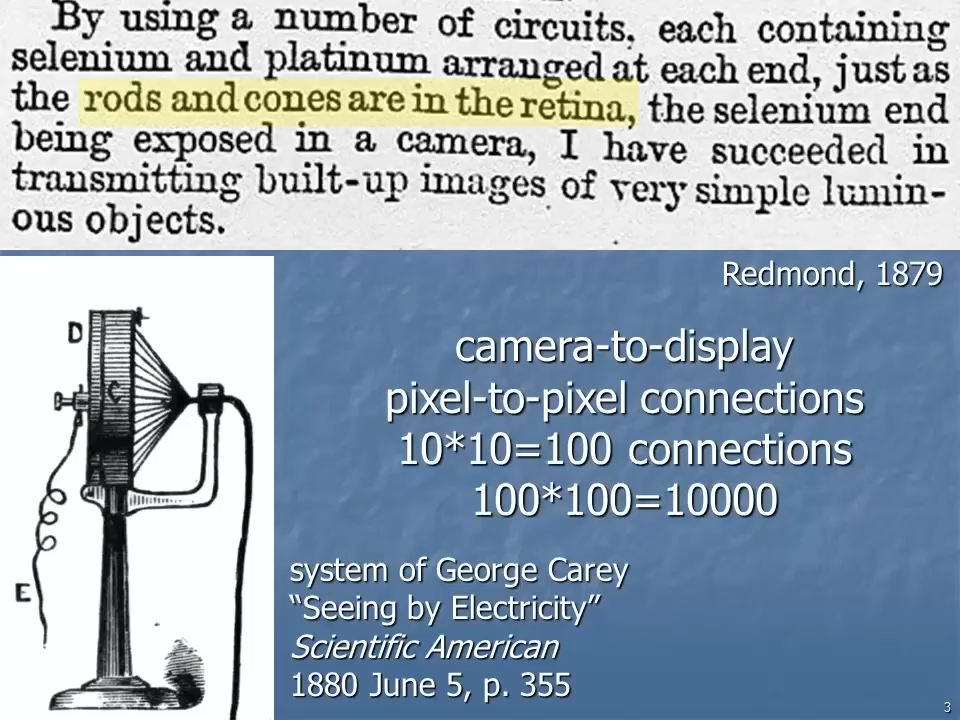 By using a number of circuits, each containing
selenium and platinum arranged at each end, just as
the rods and cones are in the retina, the selenium end
being exposed in a camera, I have succeeded in
transmitting built-up images of very simple lumin-
ous objects.
Redmond, 1879
camera-to-display
pixel-to-pixel connections
10*10=100 connections
100*100=10000
D
C
E
system of George Carey
“Seeing by Electricity”
Scientific American
1880 June 5, p. 355
3